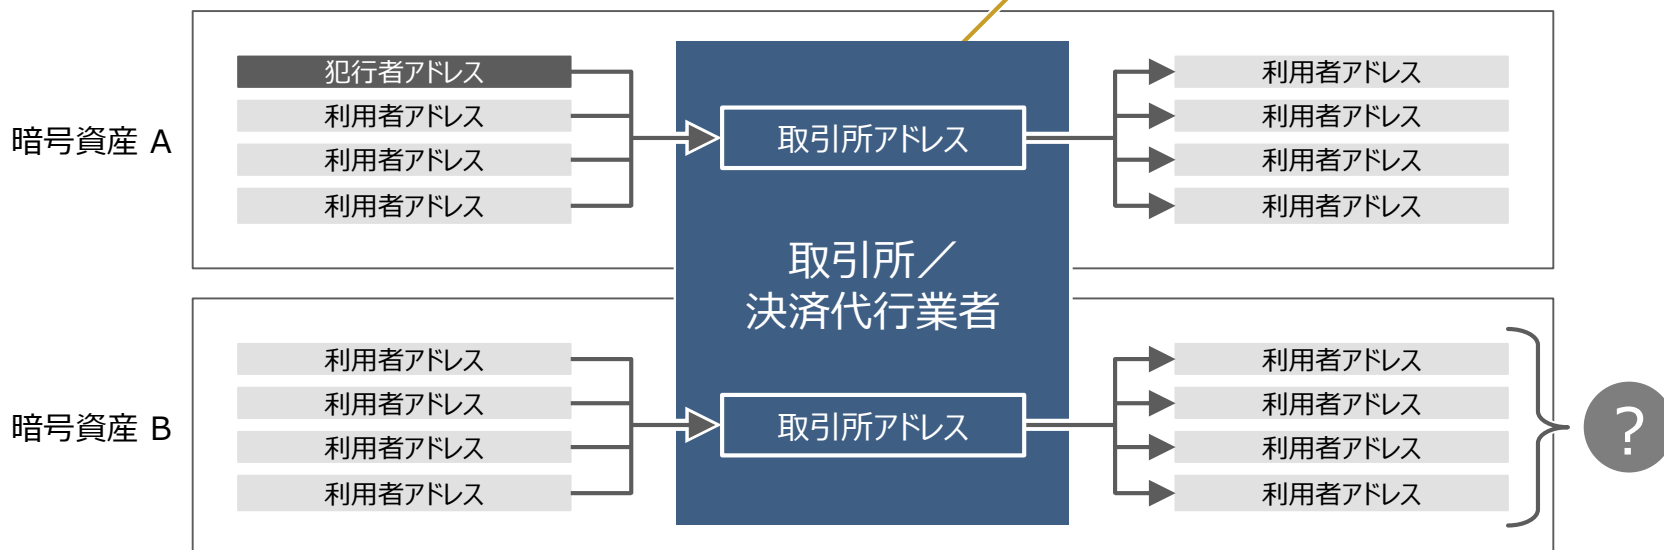 暗号資産 A
犯行者アドレス
利用者アドレス
利用者アドレス
利用者アドレス
取引所アドレス
利用者アドレス
利用者アドレス
利用者アドレス
利用者アドレス
取引所／
決済代行業者
暗号資産 B
利用者アドレス
利用者アドレス
利用者アドレス
利用者アドレス
取引所アドレス
利用者アドレス
利用者アドレス
利用者アドレス
利用者アドレス
?